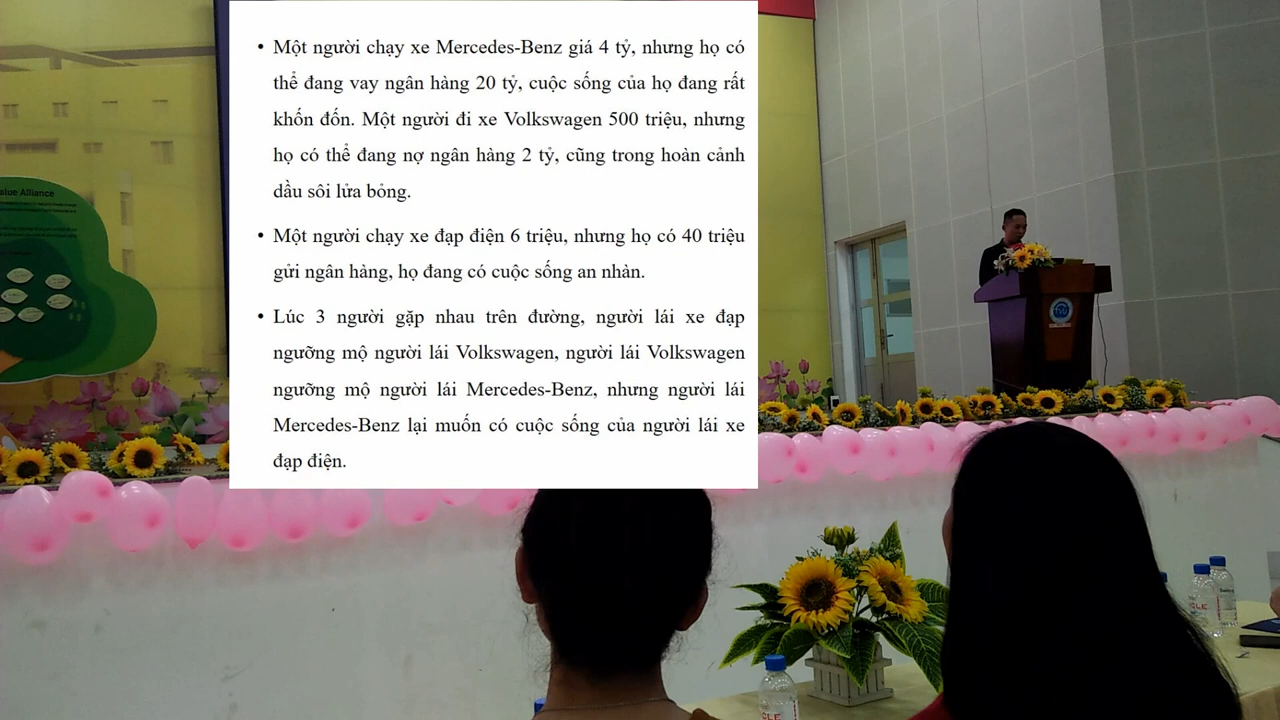 • Một người chạy xe Mercedes-Benz giá 4 tỷ, nhưng họ có
thể đang vay ngân hàng 20 tỷ, cuộc sống của họ đang rất
khốn đốn. Một người đi xe Volkswagen 500 triệu, nhưng
họ có thể đang nợ ngân hàng 2 tỷ, cũng trong hoàn cảnh
dầu sôi lửa bỏng.
• Một người chạy xe đạp điện 6 triệu, nhưng họ có 40 triệu
gửi ngân hàng, họ đang có cuộc sống an nhàn.
• Lúc 3 người gặp nhau trên đường, người lái xe đạp
ngưỡng mộ người lái Volkswagen, người lái Volkswagen
ngưỡng mộ người lái Mercedes-Benz, nhưng người lái
Mercedes-Benz lại muốn có cuộc sống của người lái xe
đạp điện.
alue Alliance